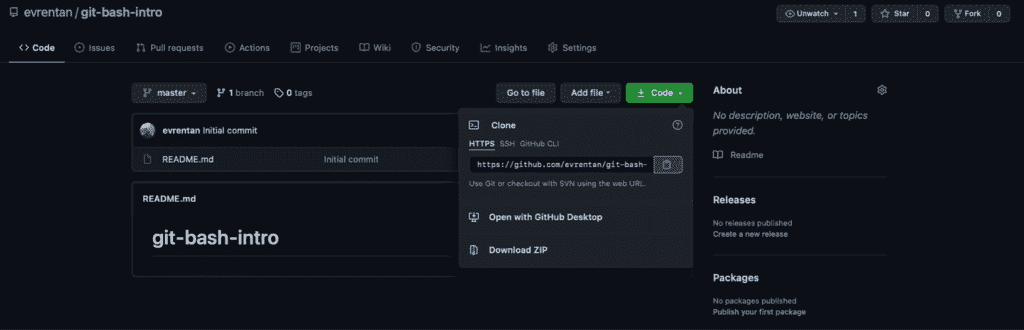 evrentan / git-bash-intro
Unwatch 1 Star 0 Fork 0
Code Issues Pull requests Actions Projects Wiki Security Insights Settings
master 1 branch 0 tags Go to file Add file Code
evrentan Initial commit
README.md Initial commit
README.md
git-bash-intro
Clone
HTTPS SSH GitHub CLI
https://github.com/evrentan/git-bash-
Use Git or checkout with SVN using the web URL.
Open with GitHub Desktop
Download ZIP
About
No description, website, or topics
provided.
Readme
Releases
No releases published
Create a new release
Packages
No packages published
Publish your first package